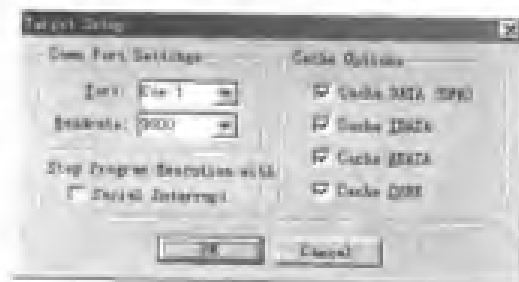 Target Setup
Comm Port Settings
Port: Com 1
Baudrate: 9600
Stop Program Execution with
Serial Interrupt
Cache Options
Cache DATA
Cache IDATA
Cache XDATA
Cache CODE
OK
Cancel